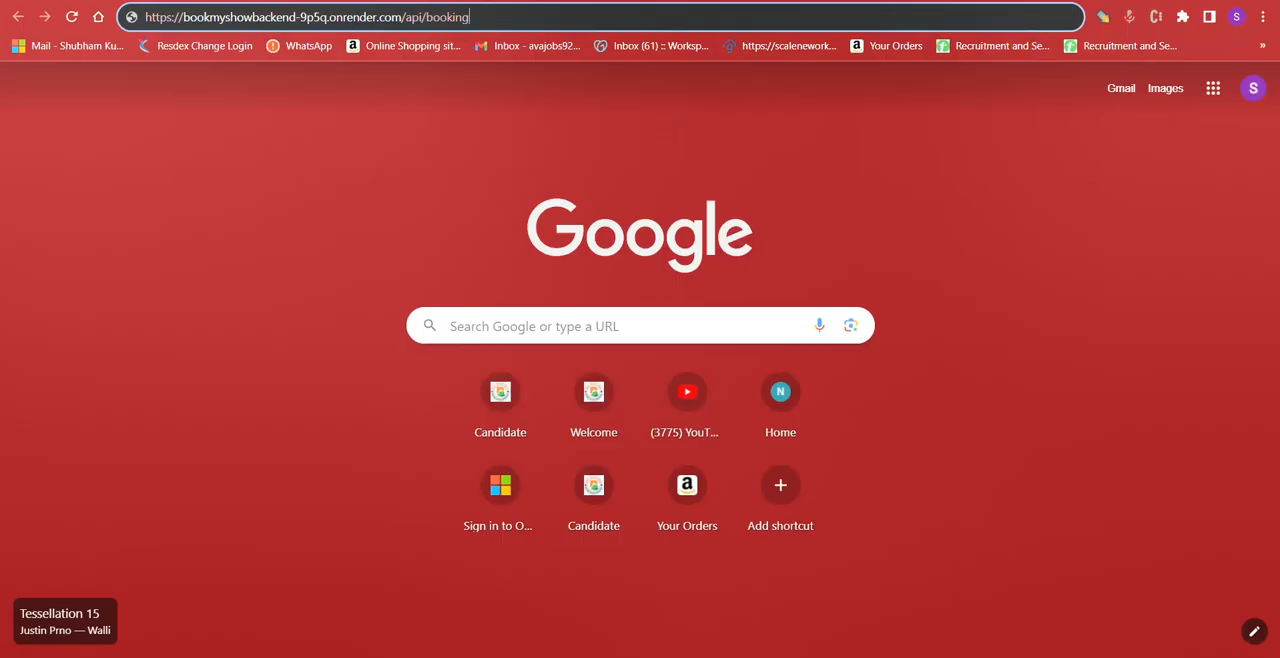 https://bookmyshowbackend-9p5q.onrender.com/api/booking
S
Mail - Shubham Ku...
Resdex Change Login
WhatsApp
Online Shopping sit...
Inbox - avajobs92...
Inbox (61) :: Worksp...
https://scalenework...
Your Orders
Recruitment and Se...
Recruitment and Se...
»
Gmail
Images
S
Google
Search Google or type a URL
Candidate
Welcome
(3775) YouT...
N
Home
Sign in to O...
Candidate
Your Orders
Add shortcut
Tessellation 15
Justin Prno — Walli